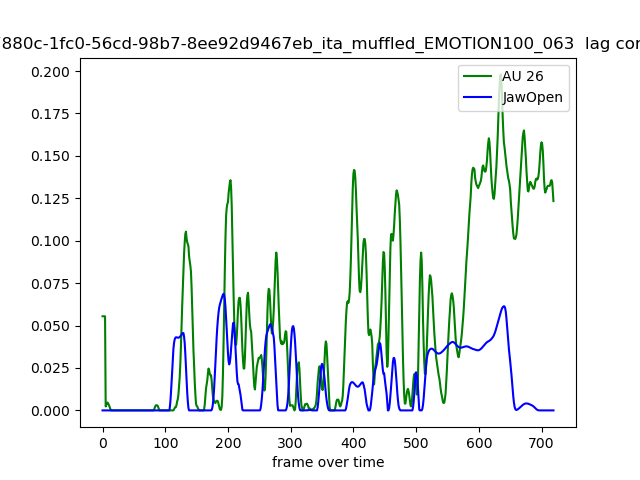 880c-1fc0-56cd-98b7-8ee92d9467eb_ita_muffled_EMOTION100_063 lag
AU 26
JawOpen
0.200
0.175
0.150
0.125
0.100
0.075
0.050
0.025
0.000
0 100 200 300 400 500 600 700
frame over time